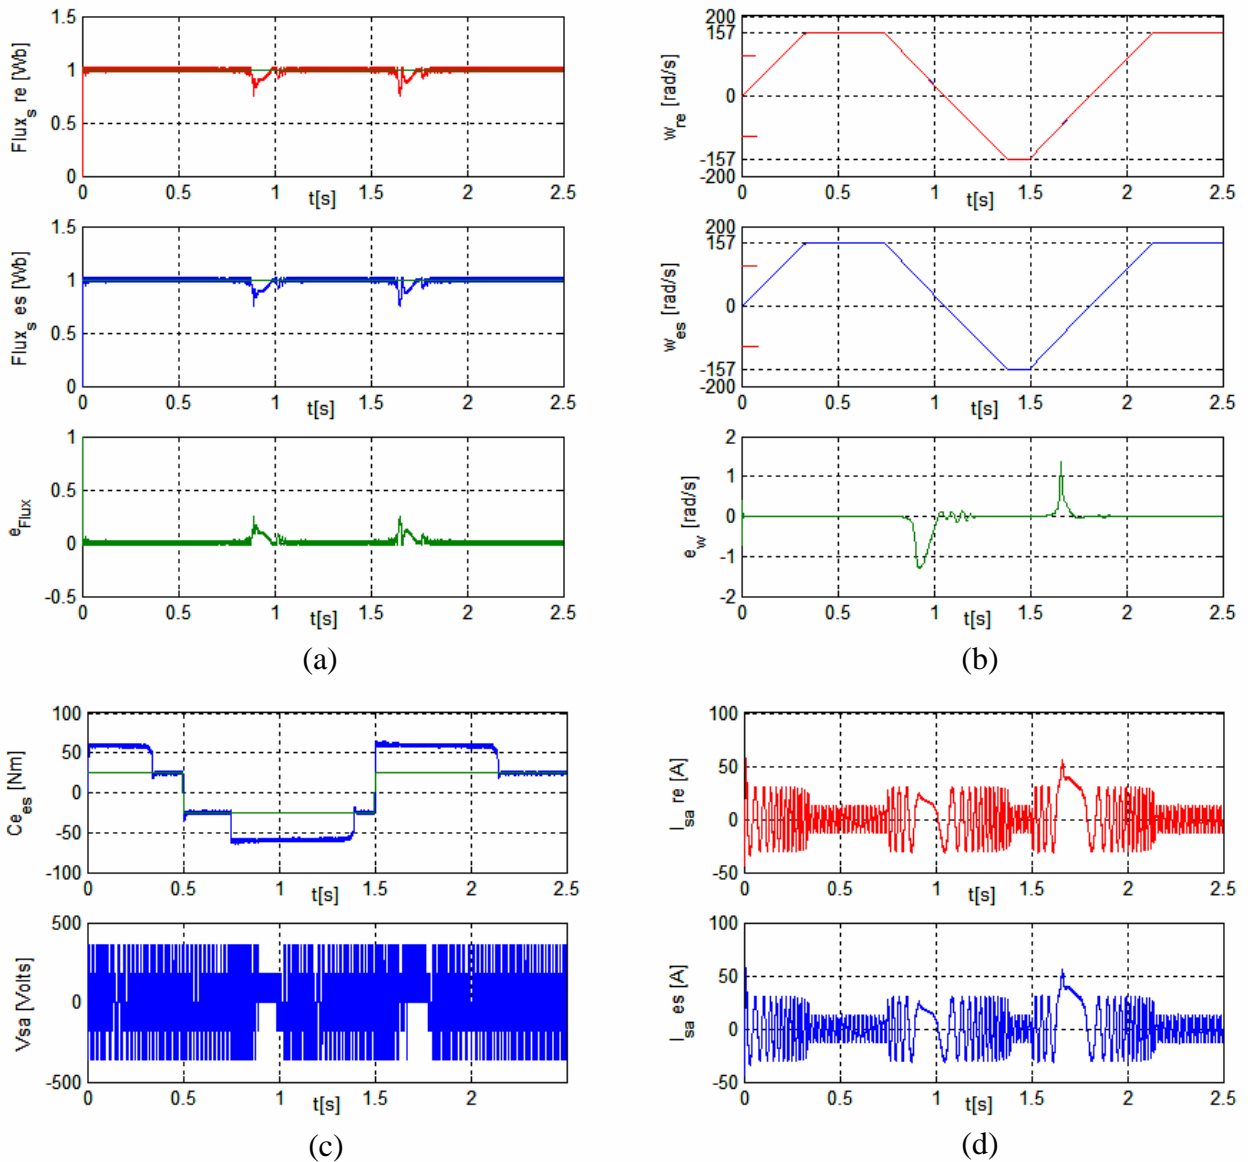 1.5
1
0.5
0
Flux_s re [Wb]
0 0.5 1 1.5 2 2.5
t[s]
1.5
1
0.5
0
Flux_s es [Wb]
0 0.5 1 1.5 2 2.5
t[s]
1
0.5
0
-0.5
e_Flux
0 0.5 1 1.5 2 2.5
t[s]
(a)
200
157
0
-157
-200
w_re [rad/s]
0 0.5 1 1.5 2 2.5
t[s]
200
157
0
-157
-200
w_es [rad/s]
0 0.5 1 1.5 2 2.5
t[s]
2
1
0
-1
-2
e_w [rad/s]
0 0.5 1 1.5 2 2.5
t[s]
(b)
100
50
0
-50
-100
Ce_es [Nm]
0 0.5 1 1.5 2 2.5
t[s]
500
0
-500
Vsa [Volts]
0 0.5 1 1.5 2 2.5
t[s]
(c)
100
50
0
-50
I_sa re [A]
0 0.5 1 1.5 2 2.5
t[s]
100
50
0
-50
I_sa es [A]
0 0.5 1 1.5 2 2.5
t[s]
(d)